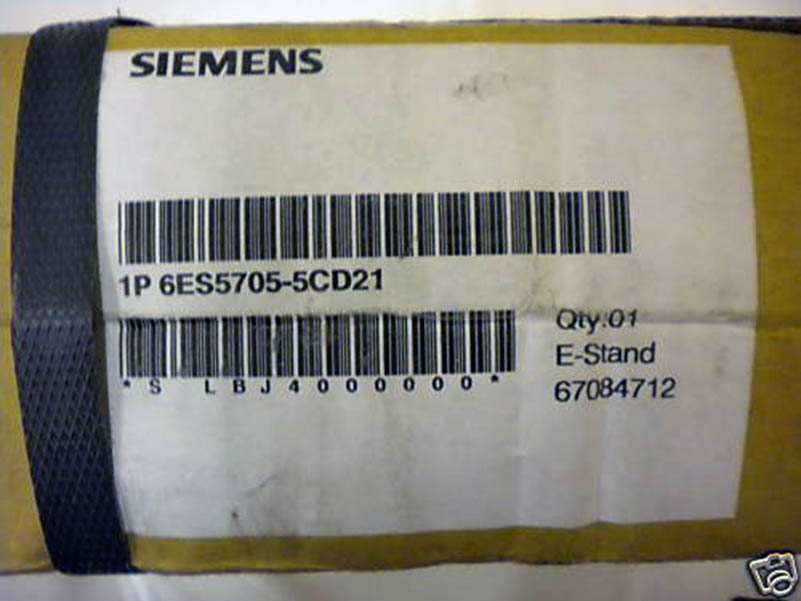 SIEMENS
1P 6ES5705-5CD21
Qty:01
E-Stand
67084712
*S LBJ4000000*